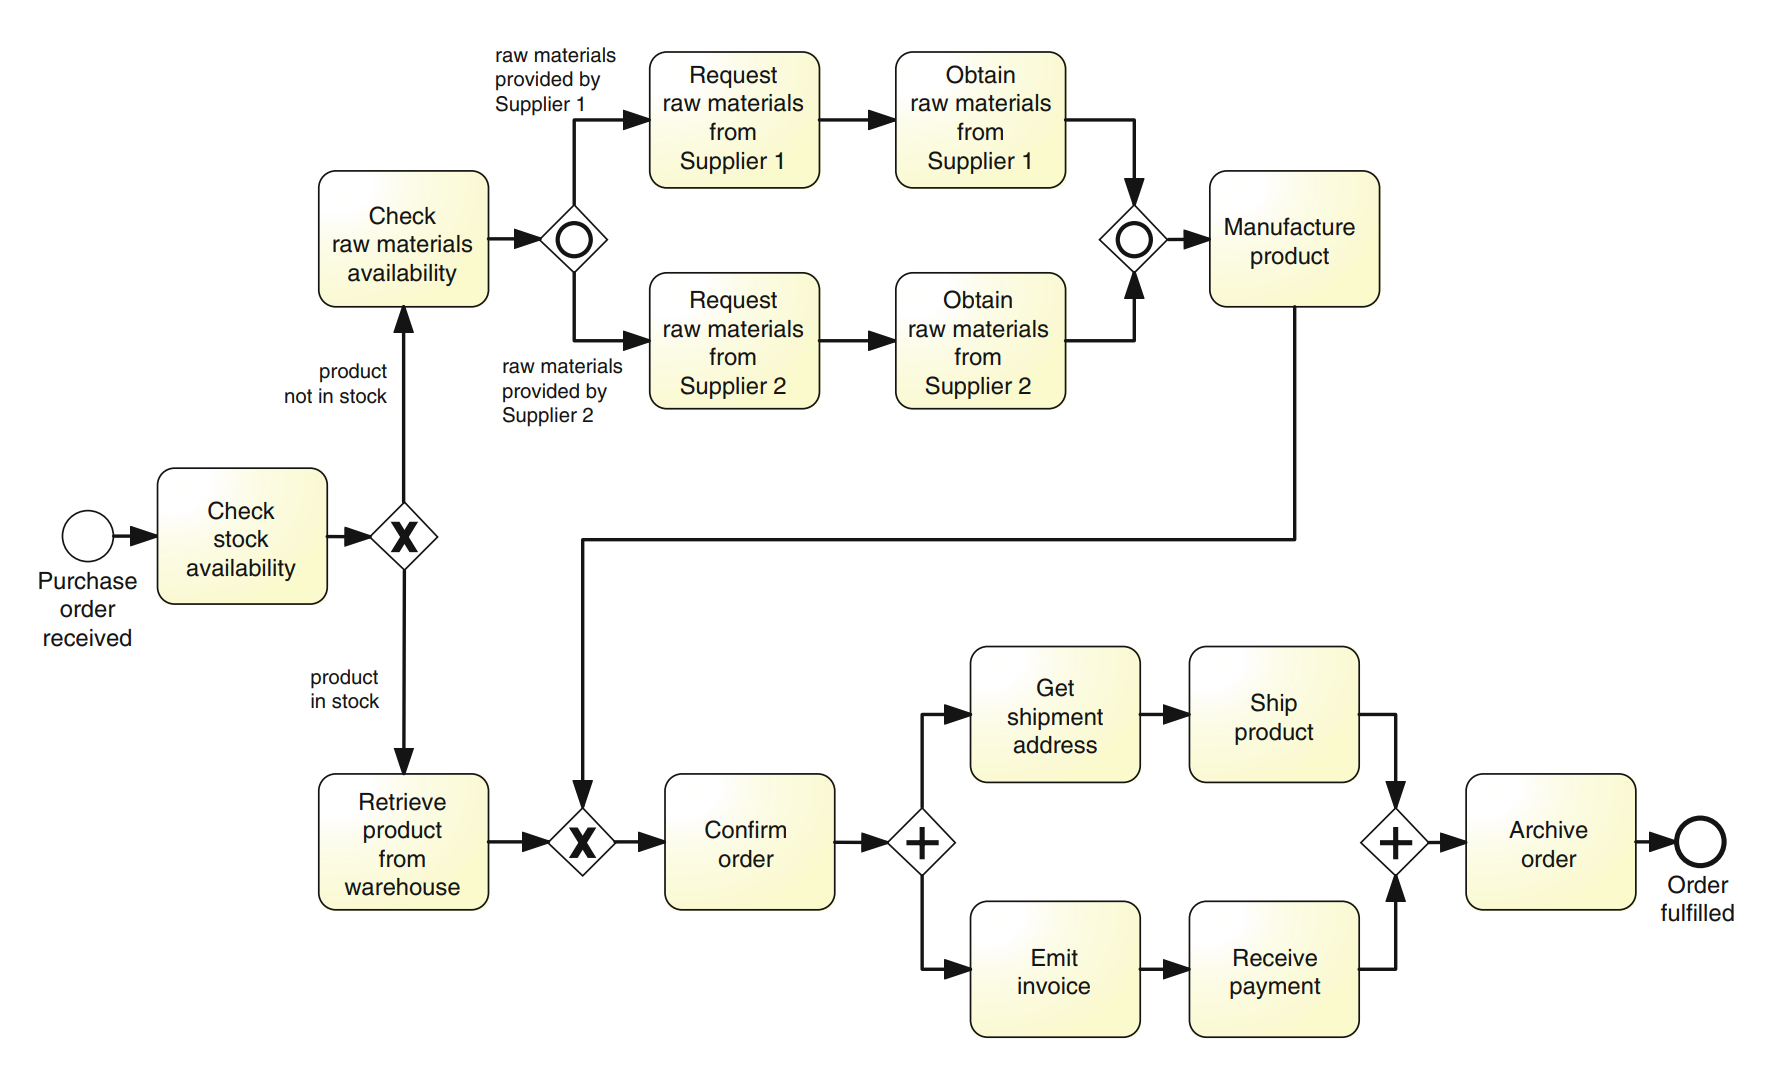 raw materials
provided by
Supplier 1
Request
raw materials
from
Supplier 1
Obtain
raw materials
from
Supplier 1
Check
raw materials
availability
Manufacture
product
raw materials
provided by
Supplier 2
Request
raw materials
from
Supplier 2
Obtain
raw materials
from
Supplier 2
product
not in stock
Purchase
order
received
Check
stock
availability
X
product
in stock
Retrieve
product
from
warehouse
X
Confirm
order
Get
shipment
address
Ship
product
Emit
invoice
Receive
payment
Archive
order
Order
fulfilled